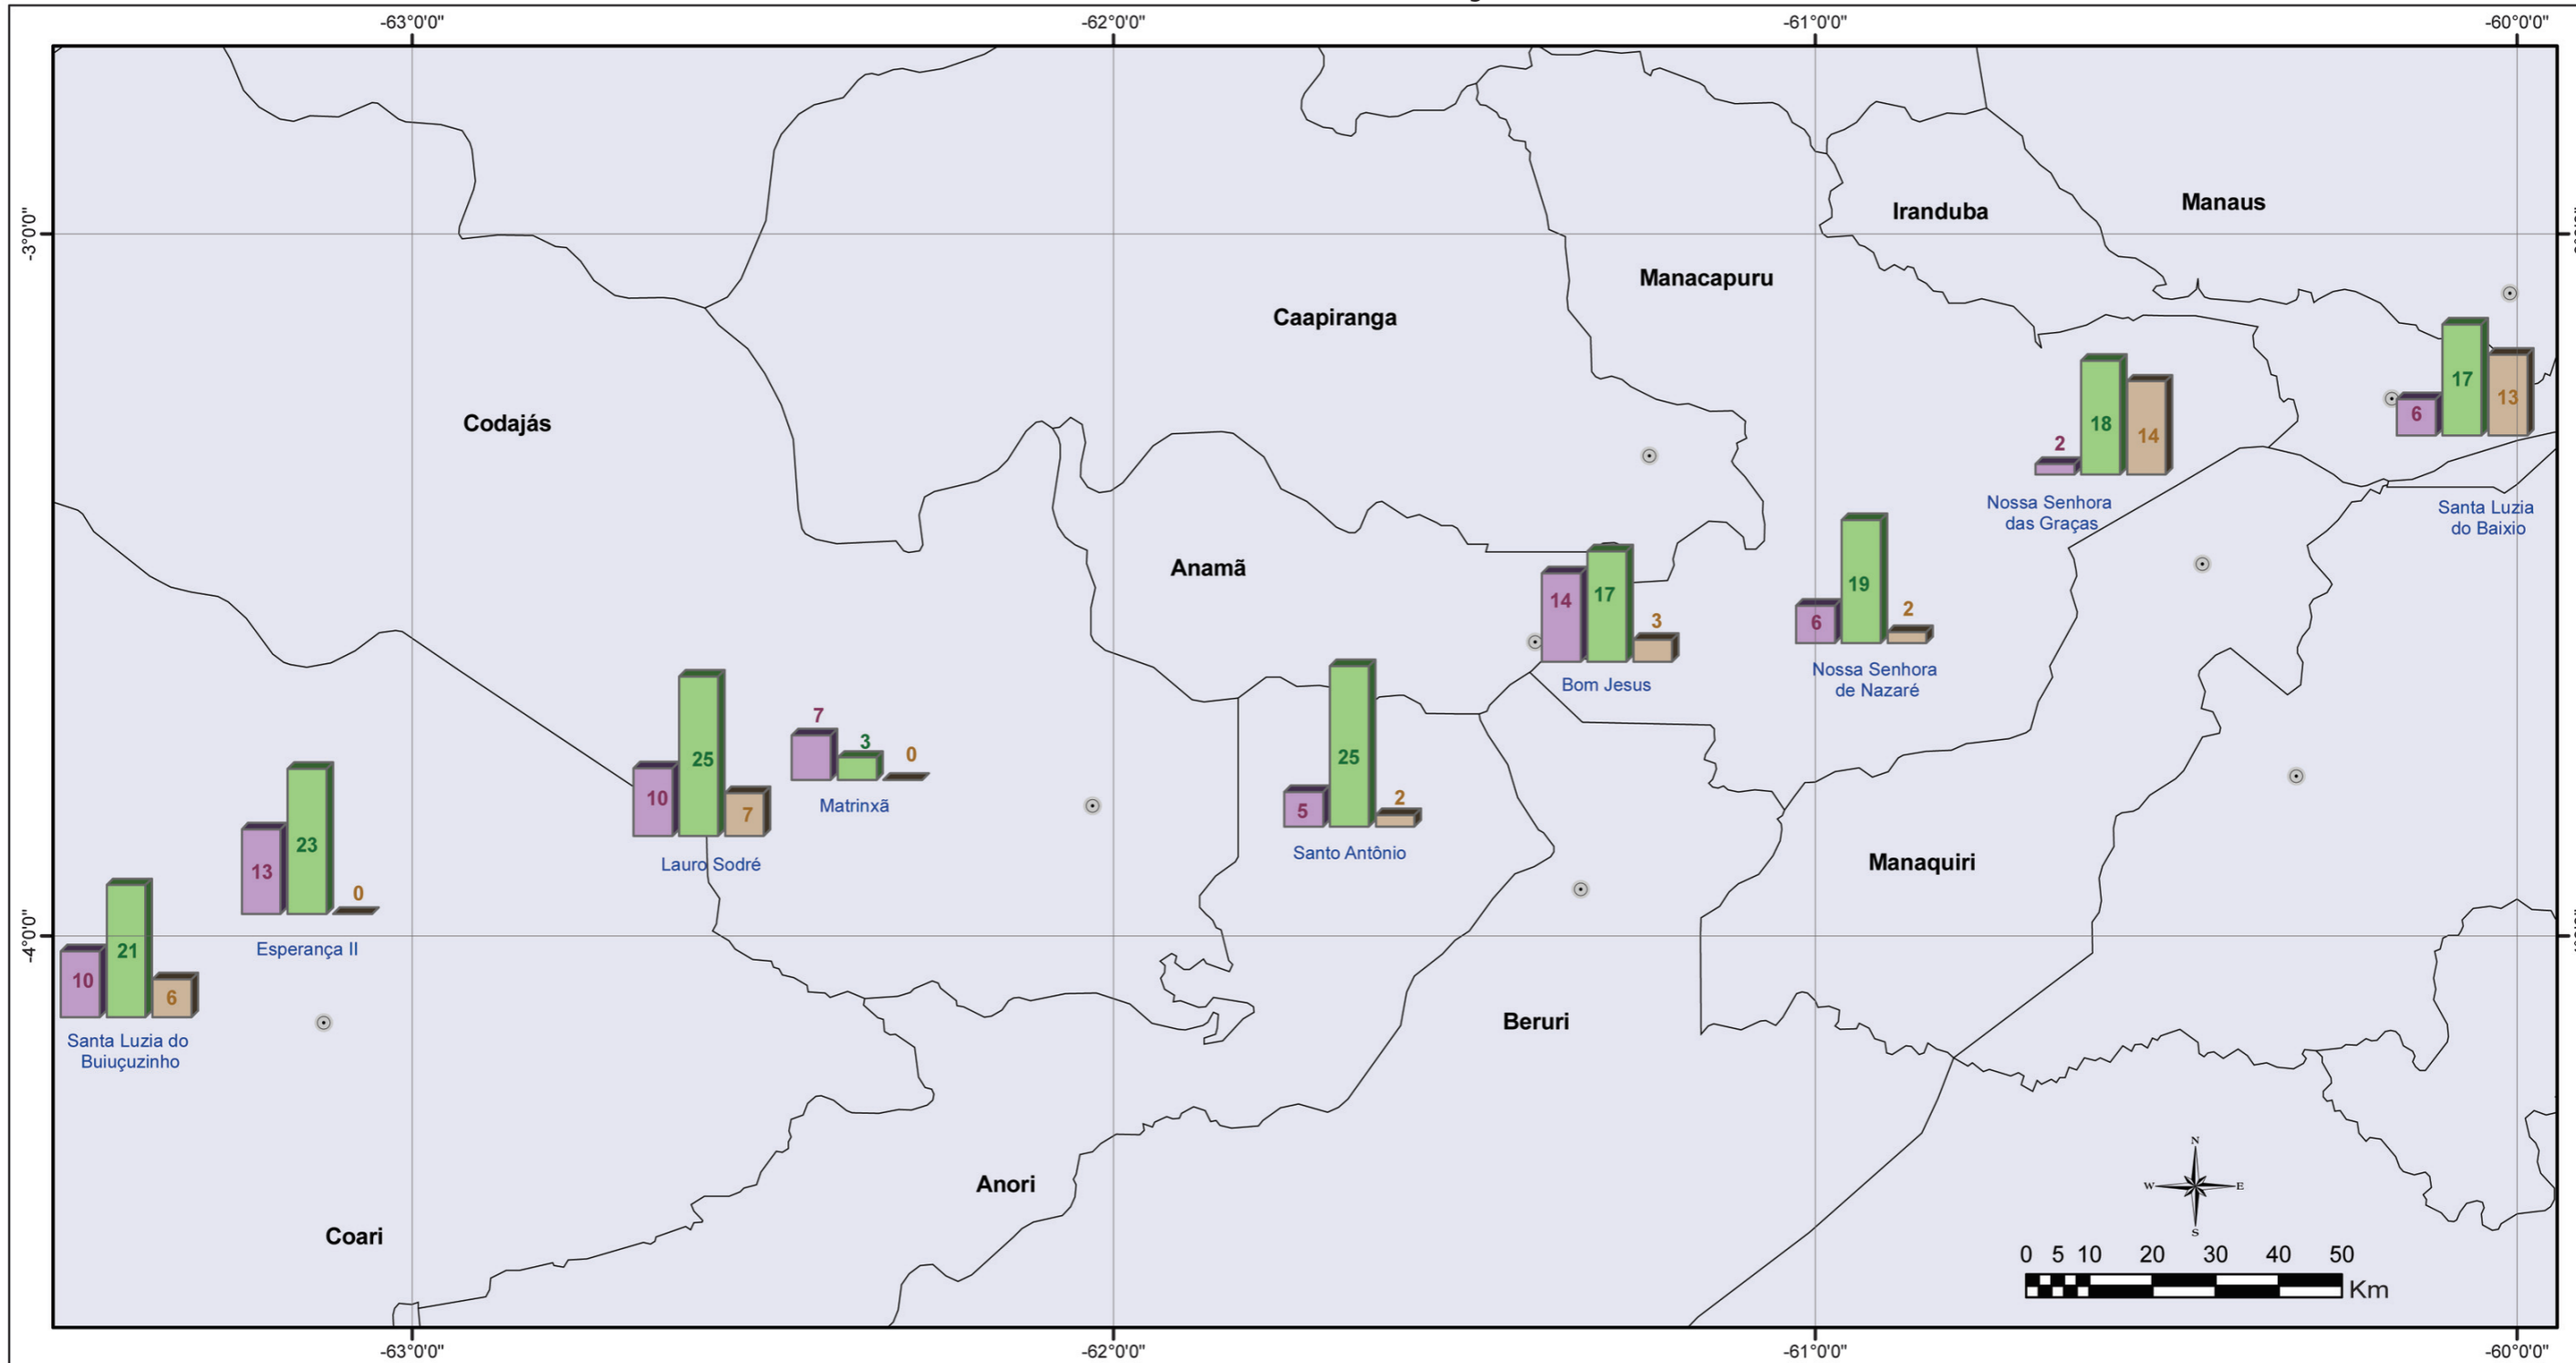 -63°0'0"
-62°0'0"
-61°0'0"
-60°0'0"
-3°0'0"
Manaus
Iranduba
Manacapuru
Caapiranga
Codajás
17
13
6
18
14
2
Nossa Senhora
das Graças
Santa Luzia
do Baixio
Anamã
19
6
2
Nossa Senhora
de Nazaré
14
17
3
Bom Jesus
25
10
7
Lauro Sodré
7
3
0
Matrinxã
25
5
2
Santo Antônio
23
13
0
Esperança II
Manaquiri
-4°0'0"
21
10
6
Santa Luzia do
Buiuçuzinho
Beruri
Anori
Coari
N
W
E
S
0 5 10 20 30 40 50
Km
-63°0'0"
-62°0'0"
-61°0'0"
-60°0'0"